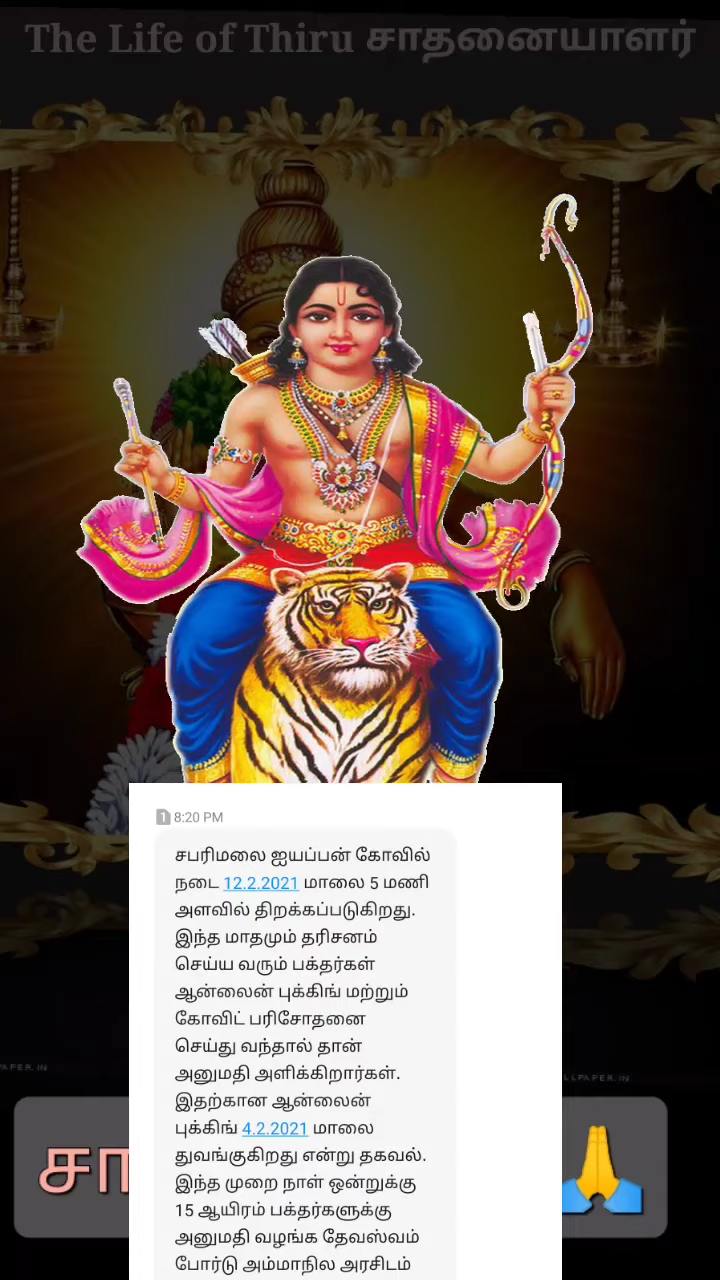 The Life of Thiru சாதனையாளர்
8:20 PM
சபரிமலை ஐயப்பன் கோவில்
நடை 12.2.2021 மாலை 5 மணி
அளவில் திறக்கப்படுகிறது.
இந்த மாதமும் தரிசனம்
செய்ய வரும் பக்தர்கள்
ஆன்லைன் புக்கிங் மற்றும்
கோவிட் பரிசோதனை
செய்து வந்தால் தான்
அனுமதி அளிக்கிறார்கள்.
இதற்கான ஆன்லைன்
புக்கிங் 4.2.2021 மாலை
துவங்குகிறது என்று தகவல்.
இந்த முறை நாள் ஒன்றுக்கு
15 ஆயிரம் பக்தர்களுக்கு
அனுமதி வழங்க தேவஸ்வம்
போர்டு அம்மாநில அரசிடம்